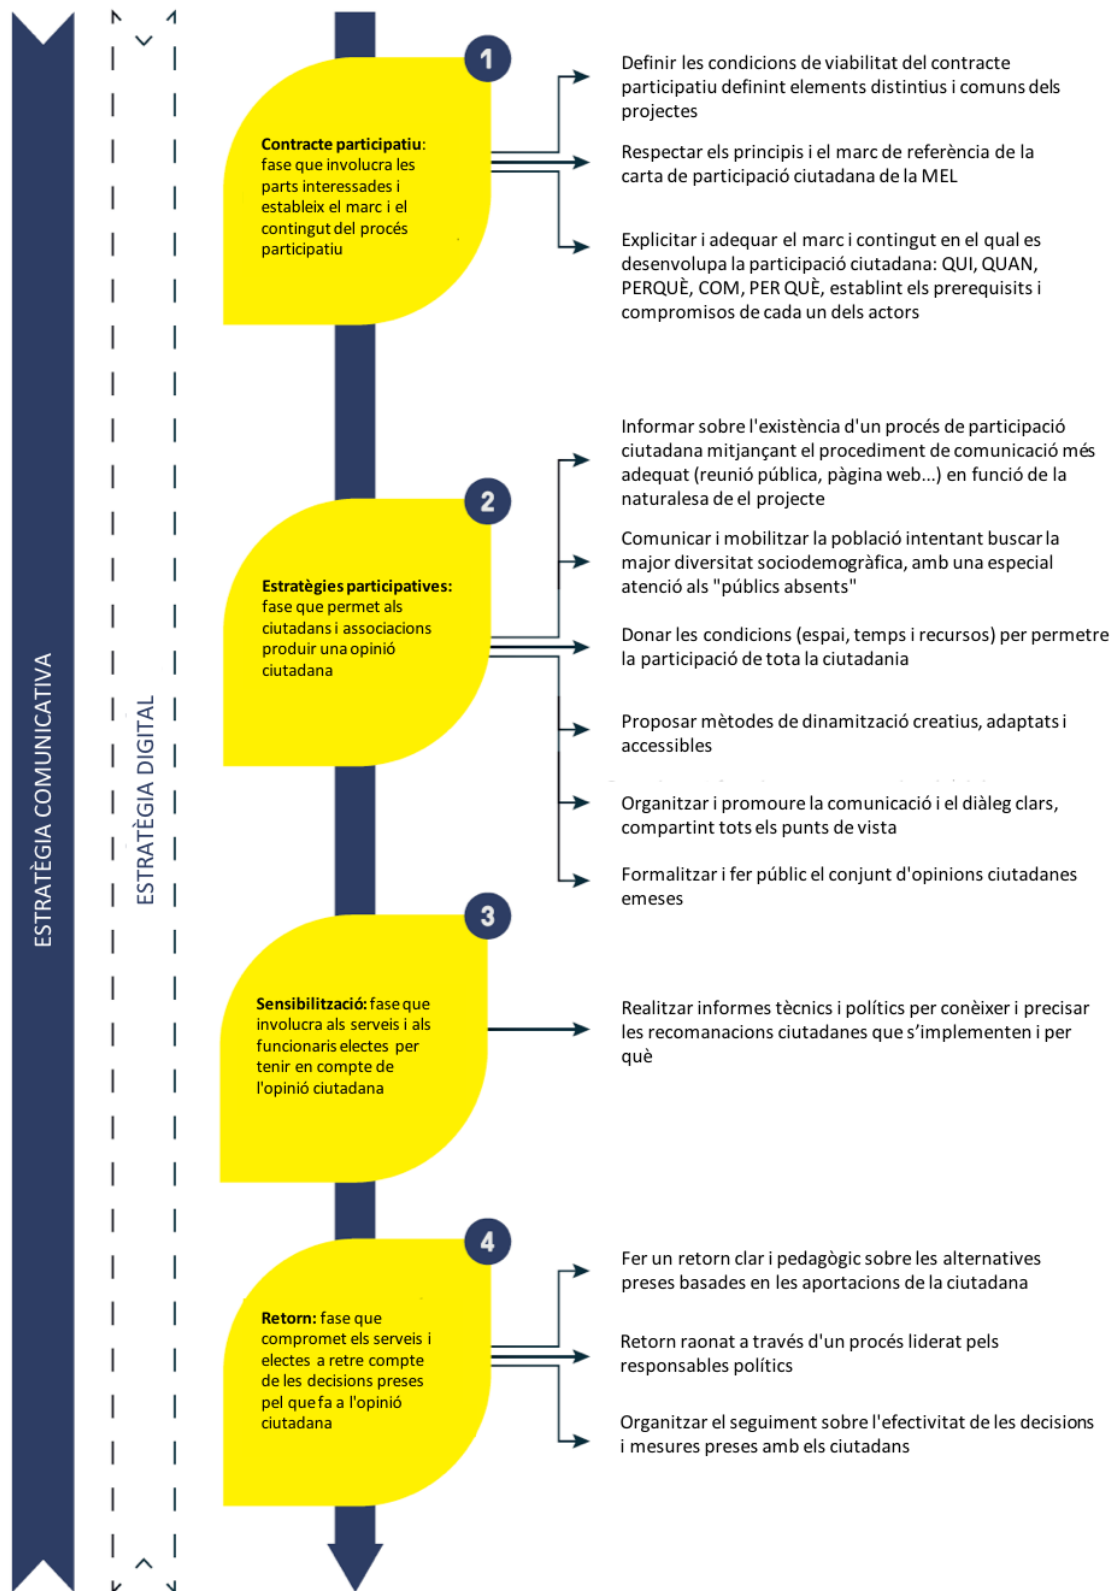 ESTRATÈGIA COMUNICATIVA
ESTRATÈGIA DIGITAL
1
Contracte participatiu:
fase que involucra les
parts interessades i
estableix el marc i el
contingut del procés
participatiu
Definir les condicions de viabilitat del contracte
participatiu definint elements distintius i comuns dels
projectes
Respectar els principis i el marc de referència de la
carta de participació ciutadana de la MEL
Explicitar i adequar el marc i contingut en el qual es
desenvolupa la participació ciutadana: QUI, QUAN,
PERQUÈ, COM, PER QUÈ, establint els prerequisits i
compromisos de cada un dels actors
2
Estratègies participatives:
fase que permet als
ciutadans i associacions
produir una opinió
ciutadana
Informar sobre l'existència d'un procés de participació
ciutadana mitjançant el procediment de comunicació més
adequat (reunió pública, pàgina web...) en funció de la
naturalesa de el projecte
Comunicar i mobilitzar la població intentant buscar la
major diversitat sociodemogràfica, amb una especial
atenció als "públics absents"
Donar les condicions (espai, temps i recursos) per permetre
la participació de tota la ciutadania
Proposar mètodes de dinamització creatius, adaptats i
accessibles
Organitzar i promoure la comunicació i el diàleg clars,
compartint tots els punts de vista
Formalitzar i fer públic el conjunt d'opinions ciutadanes
emeses
3
Sensibilització: fase que
involucra als serveis i als
funcionaris electes per
tenir en compte de
l'opinió ciutadana
Realitzar informes tècnics i polítics per conèixer i precisar
les recomanacions ciutadanes que s’implementen i per
què
4
Retorn: fase que
compromet els serveis i
electes a retre compte
de les decisions preses
pel que fa a l'opinió
ciutadana
Fer un retorn clar i pedagògic sobre les alternatives
preses basades en les aportacions de la ciutadana
Retorn raonat a través d'un procés liderat pels
responsables polítics
Organitzar el seguiment sobre l'efectivitat de les decisions
i mesures preses amb els ciutadans